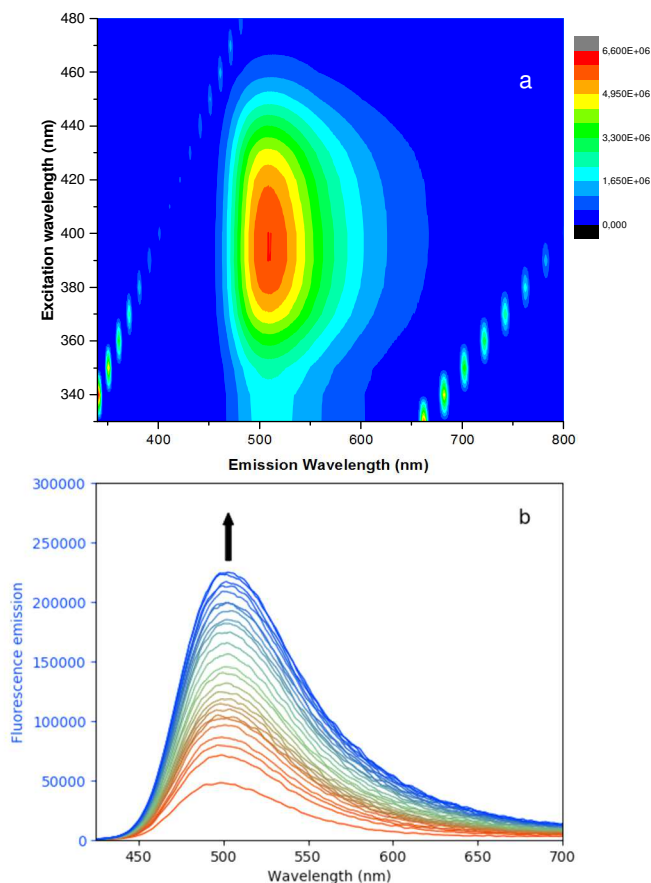 480
460
440
420
400
380
360
340
Excitation wavelength (nm)
a
6,600E+06
4,950E+06
3,300E+06
1,650E+06
0,000
400
500
600
700
800
Emission Wavelength (nm)
300000
250000
200000
150000
100000
50000
0
Fluorescence emission
b
450
500
550
600
650
700
Wavelength (nm)